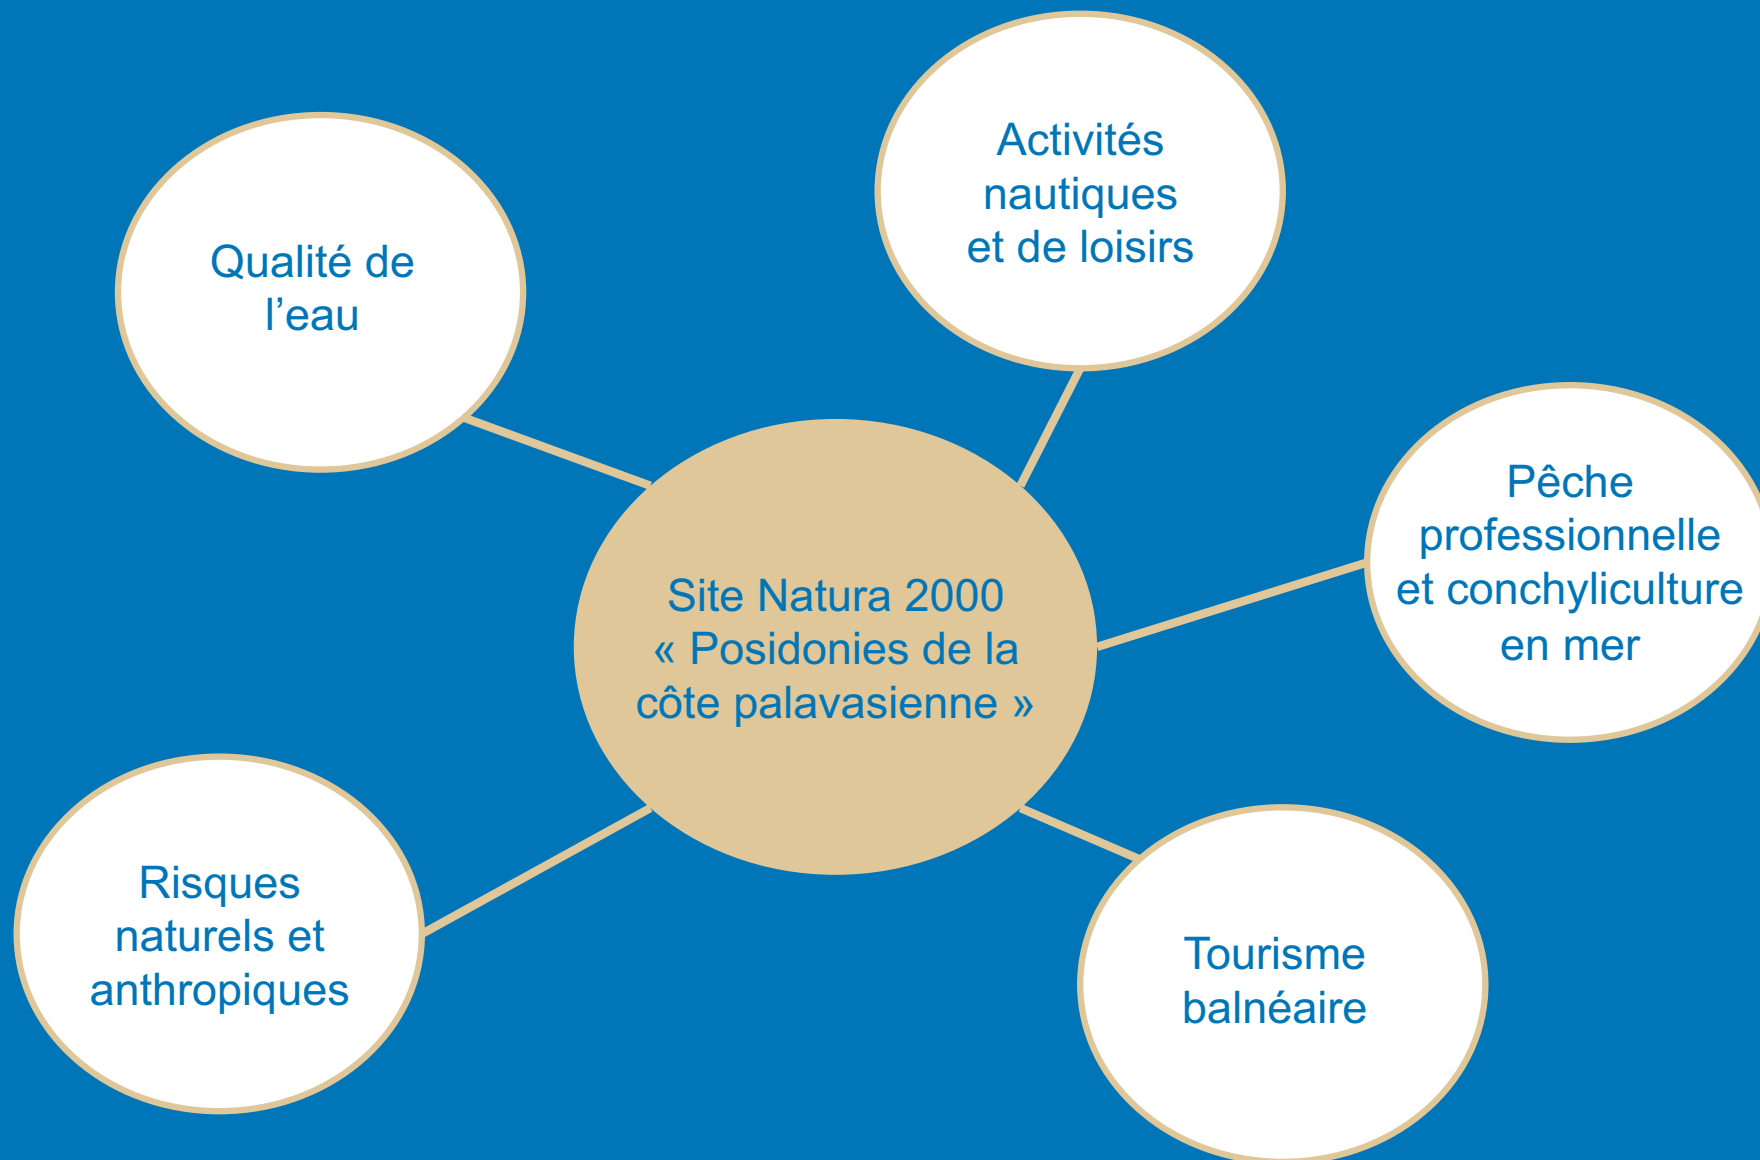 Activités
nautiques
et de loisirs
Qualité de
l’eau
Pêche
professionnelle
et conchyliculture
en mer
Site Natura 2000
« Posidonies de la
côte palavasienne »
Risques
naturels et
anthropiques
Tourisme
balnéaire